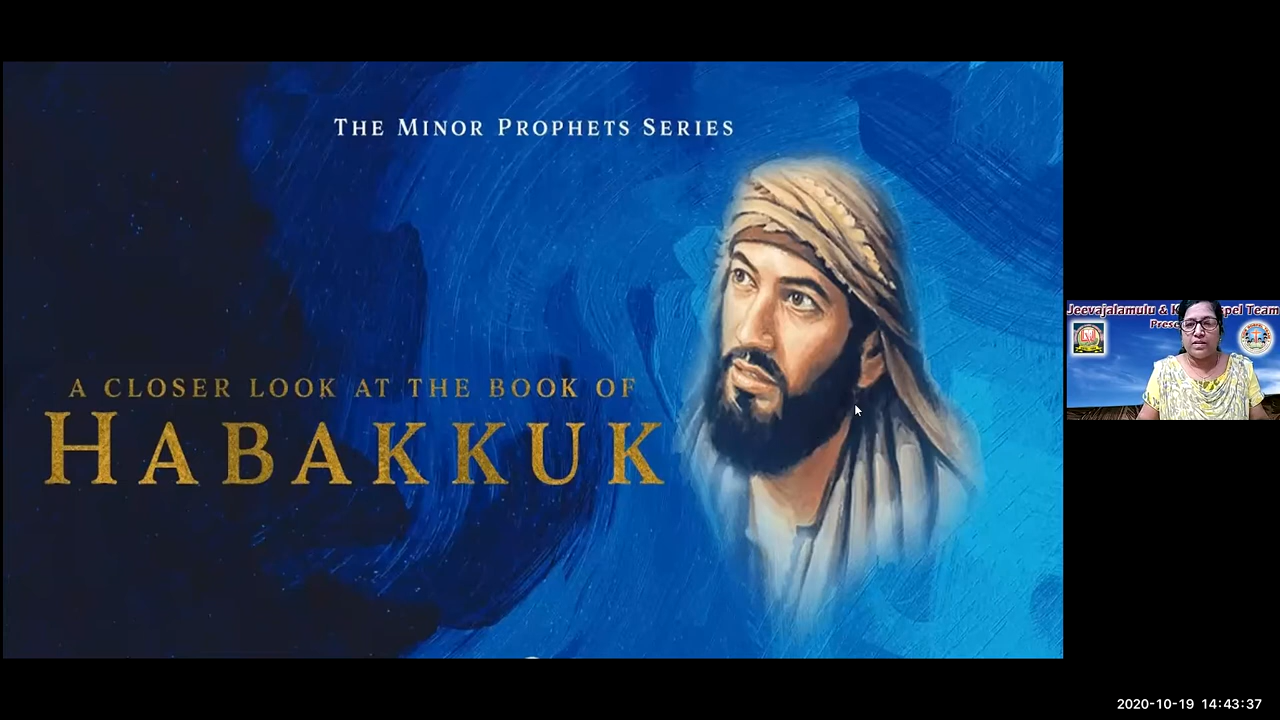 THE MINOR PROPHETS SERIES
A CLOSER LOOK AT THE BOOK OF
HABAKKUK
Jeevajalamulu & Team
2020-10-19 14:43:37